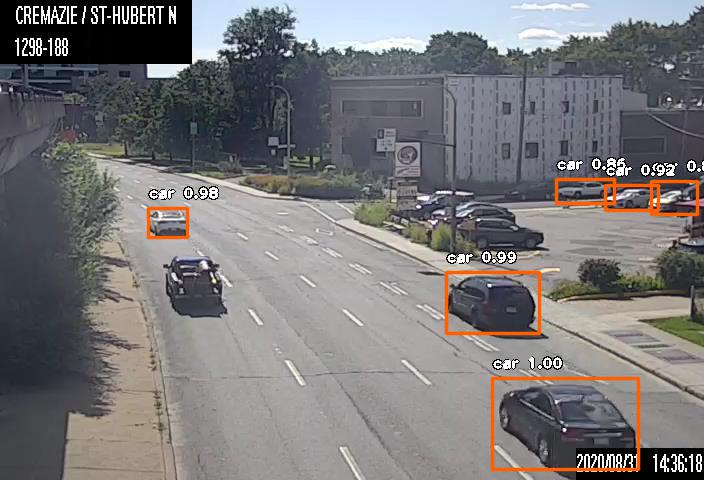 CREMAZIE / ST-HUBERT N
1298-188
car 0.98
car 0.86
car 0.92
car 0.99
car 1.00
2020/08/31 14:36:18